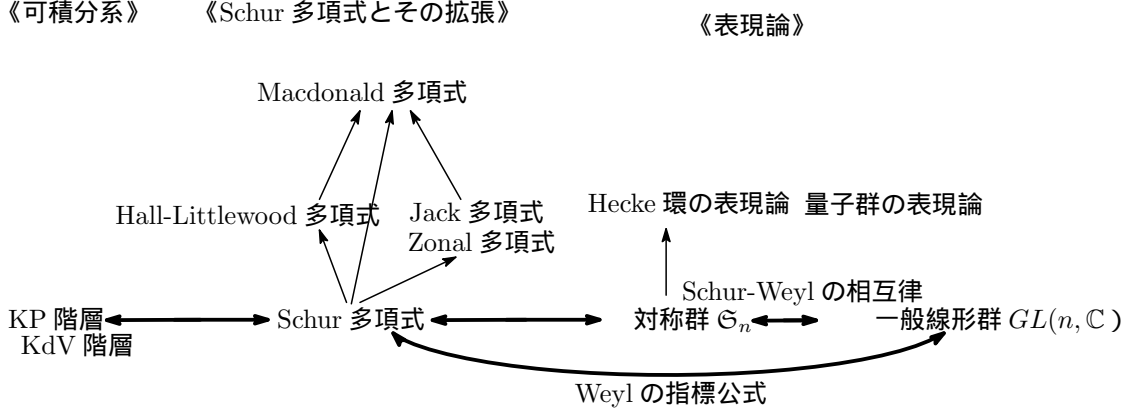 《可積分系》 《Schur 多項式とその拡張》 《表現論》
Macdonald 多項式
Hall-Littlewood 多項式 Jack 多項式 Hecke 環の表現論 量子群の表現論
Zonal 多項式
Schur-Weyl の相互律
KP 階層 Schur 多項式 対称群 𝔖n 一般線形群 GL(n, ℂ )
KdV 階層
Weyl の指標公式